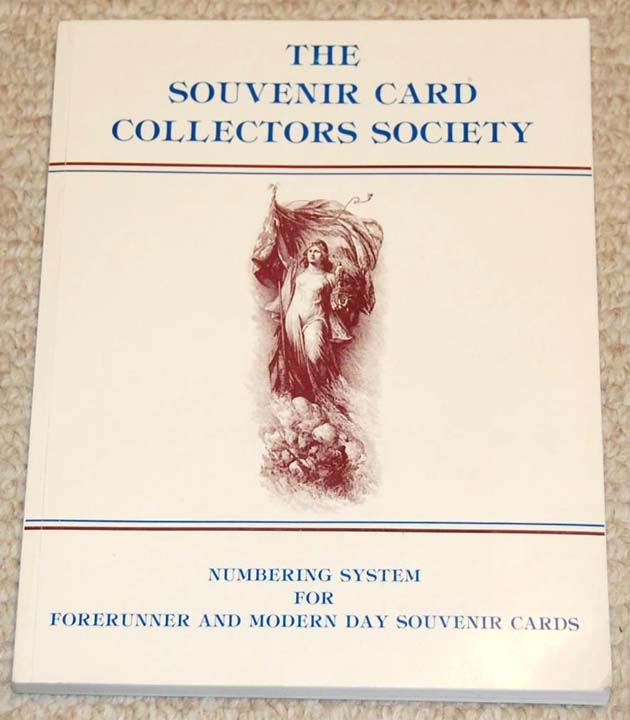 THE
SOUVENIR CARD
COLLECTORS SOCIETY
NUMBERING SYSTEM
FOR
FORERUNNER AND MODERN DAY SOUVENIR CARDS